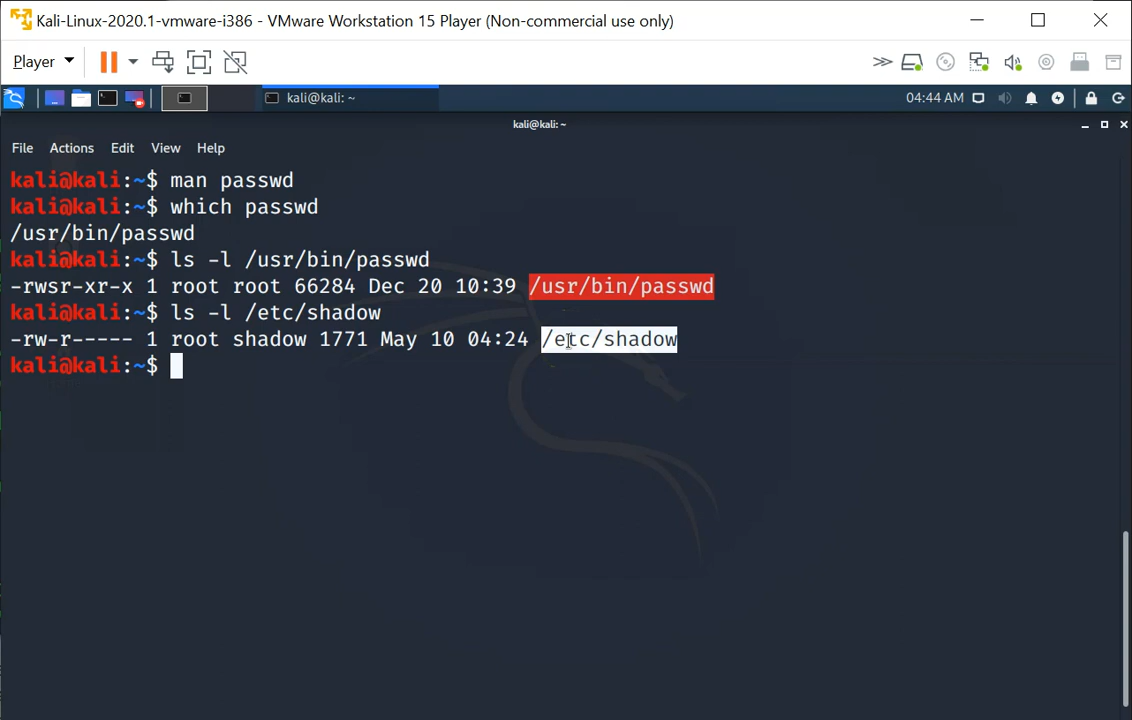 Kali-Linux-2020.1-vmware-i386 - VMware Workstation 15 Player (Non-commercial use only)
Player
kali@kali: ~
04:44 AM
kali@kali: ~
File Actions Edit View Help
kali@kali:~$ man passwd
kali@kali:~$ which passwd
/usr/bin/passwd
kali@kali:~$ ls -l /usr/bin/passwd
-rwsr-xr-x 1 root root 66284 Dec 20 10:39 /usr/bin/passwd
kali@kali:~$ ls -l /etc/shadow
-rw-r----- 1 root shadow 1771 May 10 04:24 /etc/shadow
kali@kali:~$